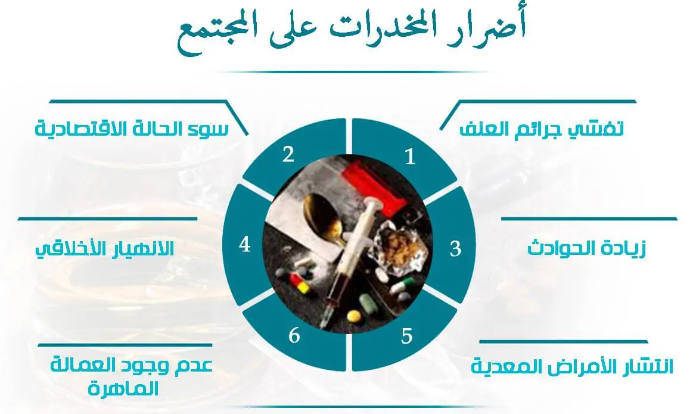 أضرار المخدرات على المجتمع
1
تفشي جرائم العنف
2
سوء الحالة الاقتصادية
3
زيادة الحوادث
4
الانهيار الأخلاقي
5
انتشار الأمراض المعدية
6
عدم وجود العمالة
الماهرة